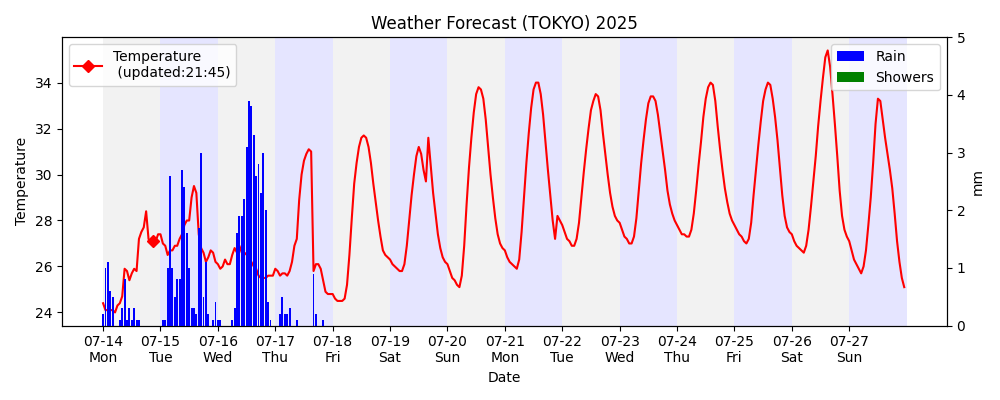 Weather Forecast (TOKYO) 2025
Temperature
(updated:21:45)
Rain
Showers
Temperature
34
32
30
28
26
24
5
4
3
2
1
0
mm
07-14 07-15 07-16 07-17 07-18 07-19 07-20 07-21 07-22 07-23 07-24 07-25 07-26 07-27
Mon Tue Wed Thu Fri Sat Sun Mon Tue Wed Thu Fri Sat Sun
Date